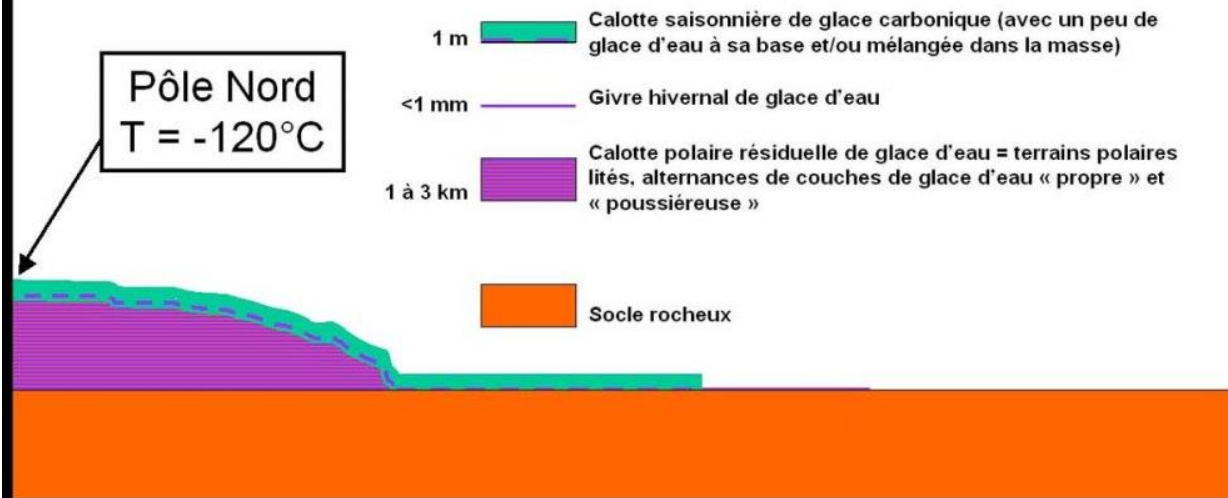 1 m
Calotte saisonnière de glace carbonique (avec un peu de
glace d'eau à sa base et/ou mélangée dans la masse)
Pôle Nord
T = -120°C
<1 mm
Givre hivernal de glace d'eau
1 à 3 km
Calotte polaire résiduelle de glace d'eau = terrains polaires
lités, alternances de couches de glace d'eau « propre » et
« poussiéreuse »
Socle rocheux